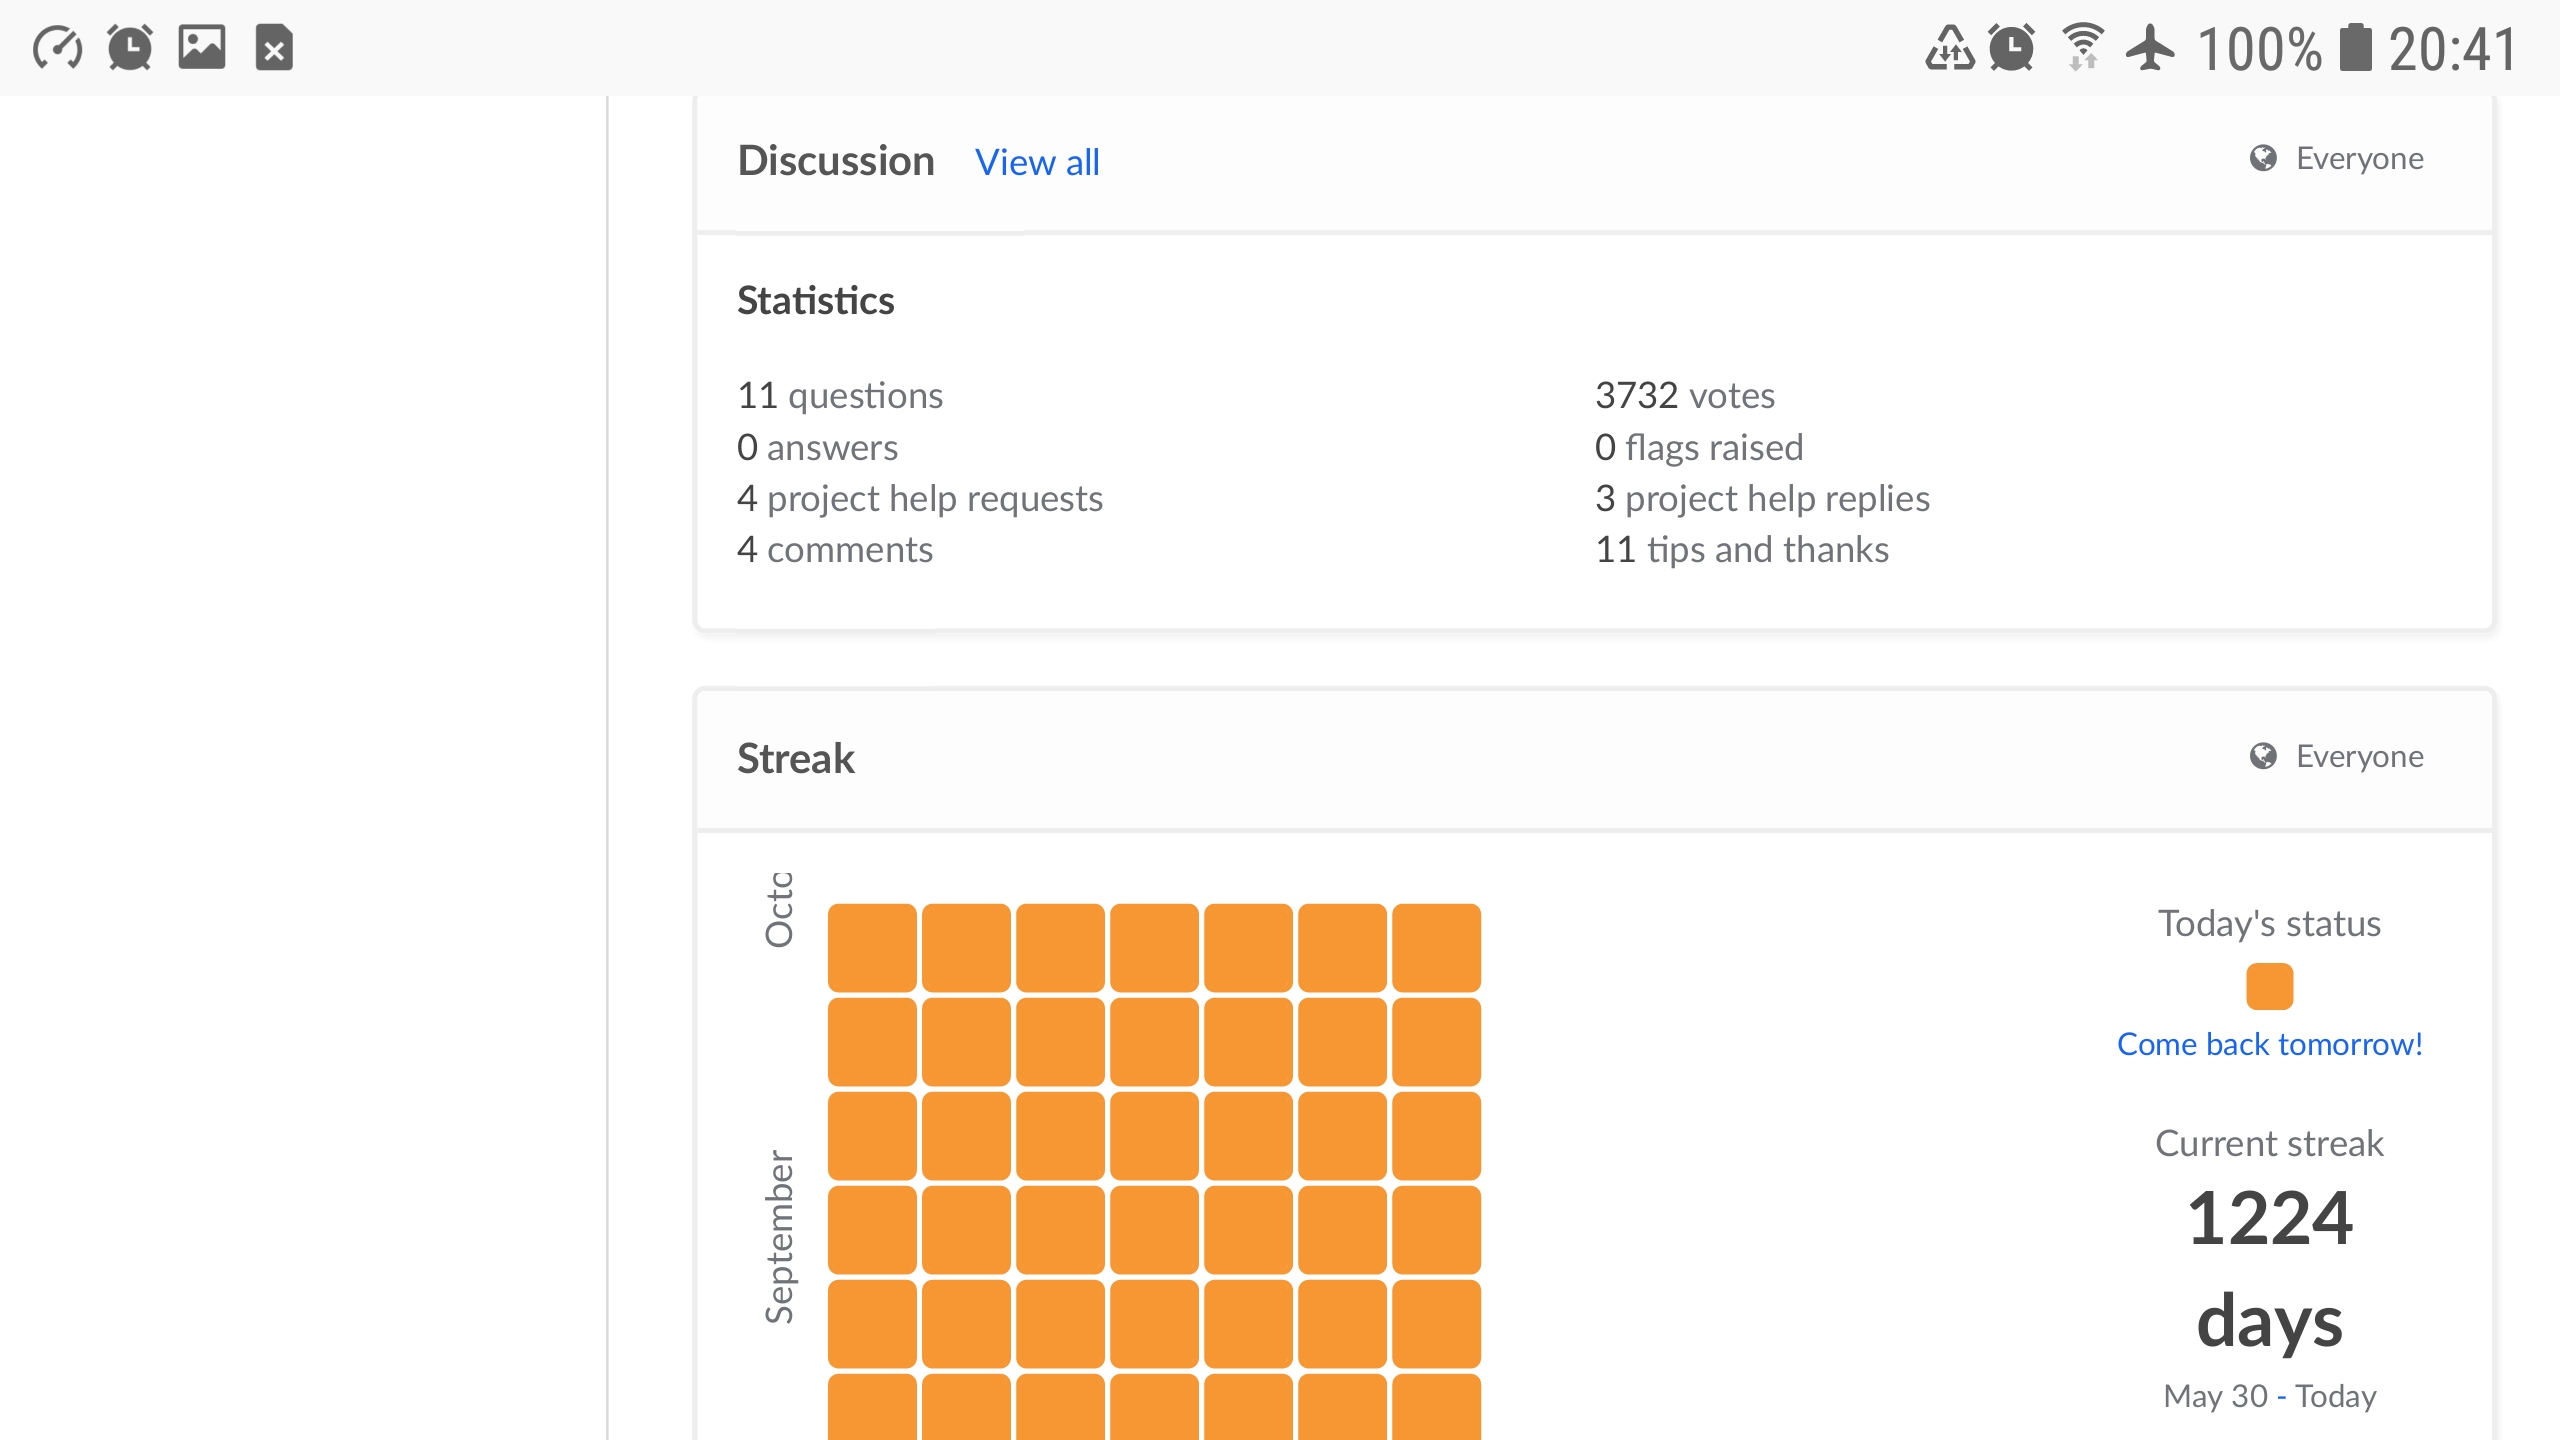 100% 20:41
Discussion View all Everyone
Statistics
11 questions
0 answers
4 project help requests
4 comments
3732 votes
0 flags raised
3 project help replies
11 tips and thanks
Streak Everyone
September
Today's status
Come back tomorrow!
Current streak
1224
days
May 30 - Today